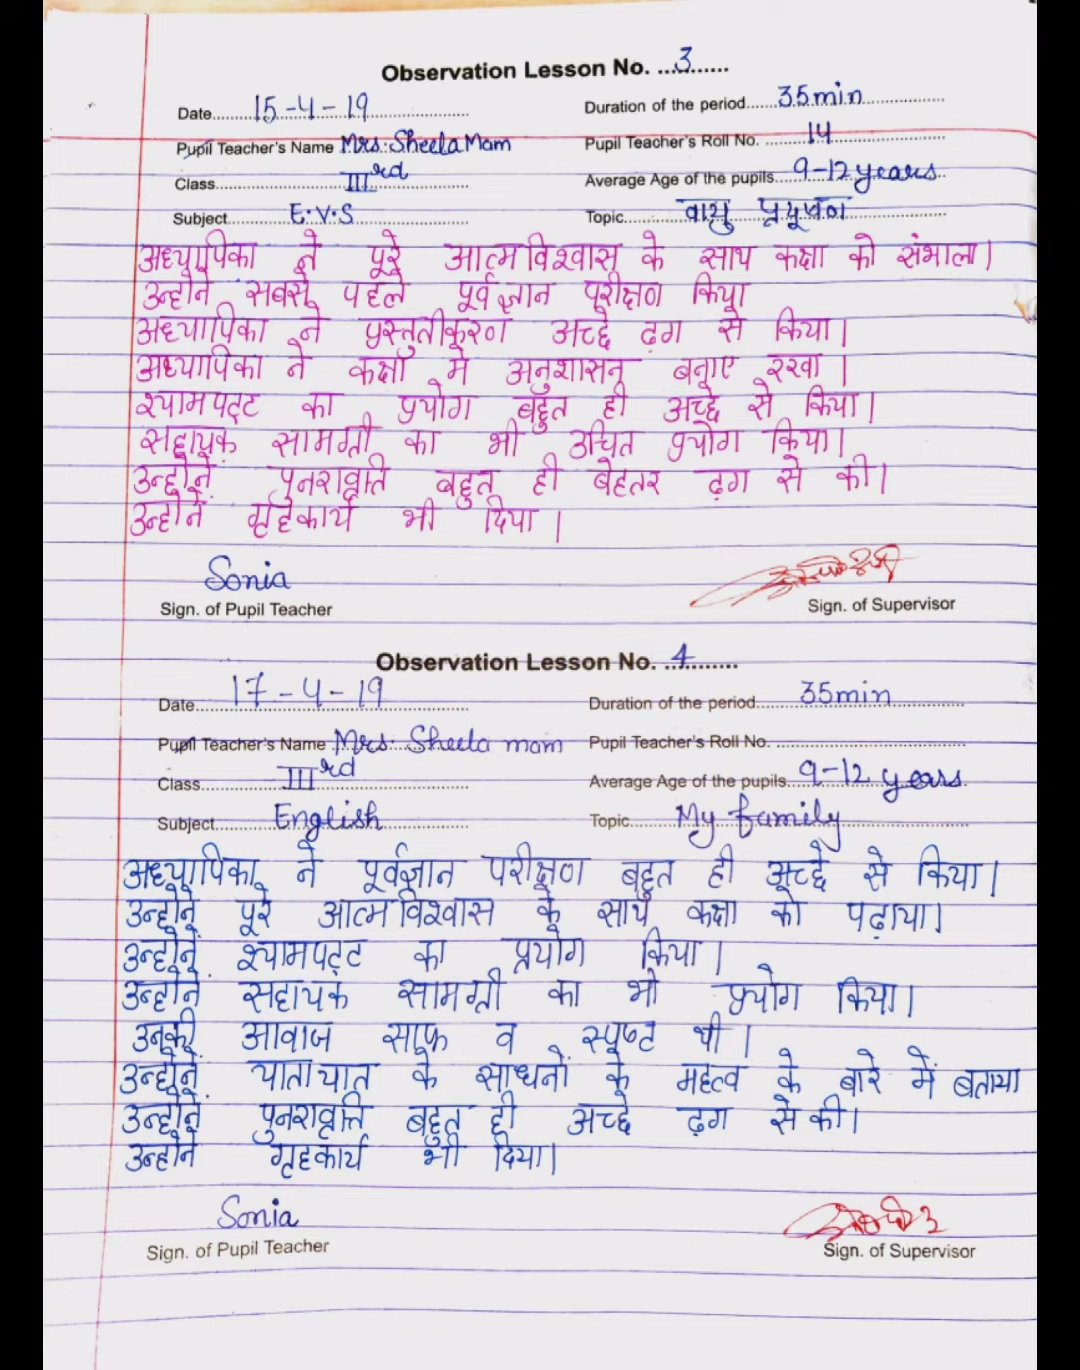 Observation Lesson No. ...3......
Date 15-4-19 Duration of the period 35min
Pupil Teacher's Name Mrs. Sheela Mam Pupil Teacher's Roll No. 14
Class IIIrd Average Age of the pupils 9-12 years
Subject E.V.S Topic वायु प्रदूषण
अध्यापिका ने पूरे आत्मविश्वास के साथ कक्षा को संभाला।
उन्होने सबसे पहले पूर्व ज्ञान परीक्षण किया
अध्यापिका ने प्रस्तुतीकरण अच्छे ढ़ग से किया।
अध्यापिका ने कक्षा में अनुशासन बनाए रखा।
श्यामपट्ट का प्रयोग बहुत ही अच्छे से किया।
सहायक सामग्री का भी उचित प्रयोग किया।
उन्होनें पुनरावृति बहुत ही बेहतर ढ़ग से की।
उन्होने गृहकार्य भी दिया।
Sonia
Sign. of Pupil Teacher Sign. of Supervisor
Observation Lesson No. ...4..........
Date 17-4-19 Duration of the period 35min
Pupil Teacher's Name Mrs. Sheela mam Pupil Teacher's Roll No.
Class IIIrd Average Age of the pupils 9-12 years
Subject English Topic My family
अध्यापिका ने पूर्वज्ञान परीक्षण बहुत ही अच्छे से किया।
उन्होनें पूरे आत्मविश्वास के साथ कक्षा को पढ़ाया।
उन्होनें श्यामपट्ट का प्रयोग किया।
उन्होने सहायक सामग्री का भी प्रयोग किया।
उनकी आवाज साफ व स्पष्ट थी।
उन्होनें यातायात के साधनों के महत्व के बारे में बताया
उन्होनें पुनरावृति बहुत ही अच्छे ढ़ग से की।
उन्होने गृहकार्य भी दिया।
Sonia
Sign. of Pupil Teacher Sign. of Supervisor